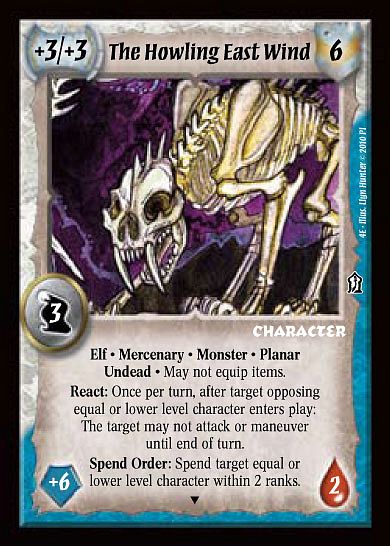 +3/+3 The Howling East Wind 6
4E · Illus. Llyn Hunter © 2010 PI
3
CHARACTER
Elf • Mercenary • Monster • Planar
Undead • May not equip items.
React: Once per turn, after target opposing
equal or lower level character enters play:
The target may not attack or maneuver
until end of turn.
Spend Order: Spend target equal or
lower level character within 2 ranks.
+6
2